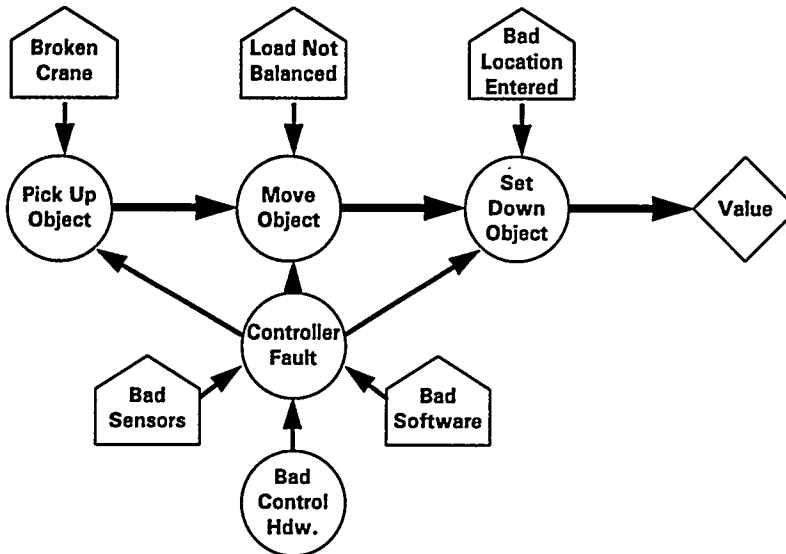 Broken
Crane
Load Not
Balanced
Bad
Location
Entered
Pick Up
Object
Move
Object
Set
Down
Object
Value
Controller
Fault
Bad
Sensors
Bad
Software
Bad
Control
Hdw.